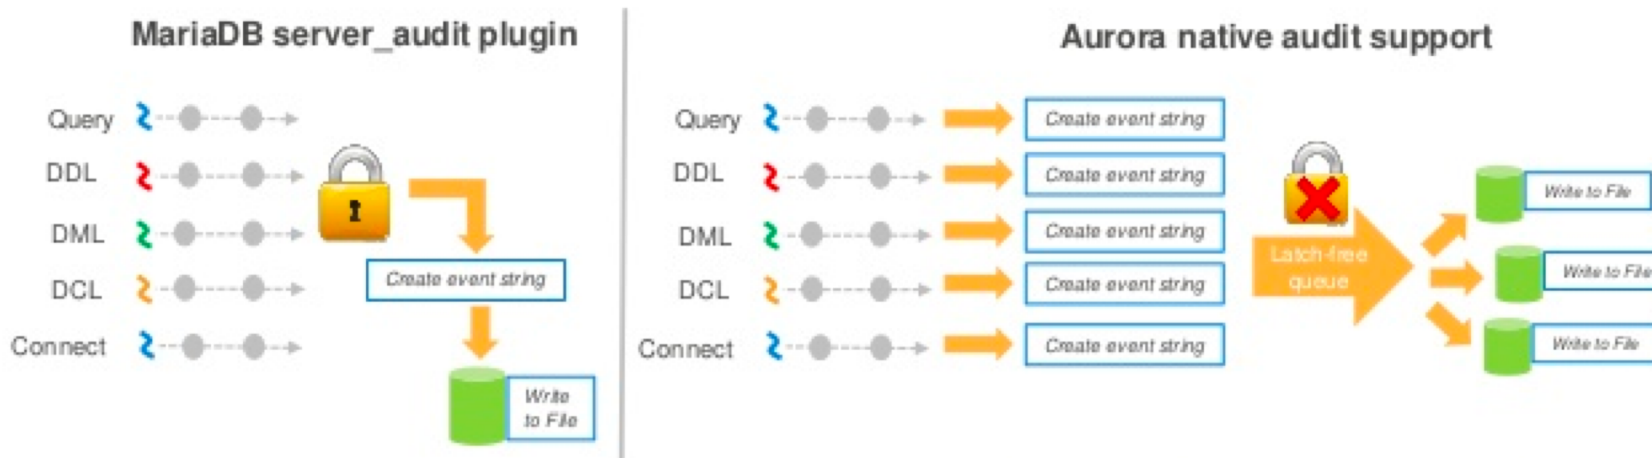 MariaDB server_audit plugin
Query
DDL
DML
DCL
Connect
Create event string
Write
to File
Aurora native audit support
Query
DDL
DML
DCL
Connect
Create event string
Create event string
Create event string
Create event string
Create event string
Latch-free
queue
Write to File
Write to File
Write to File